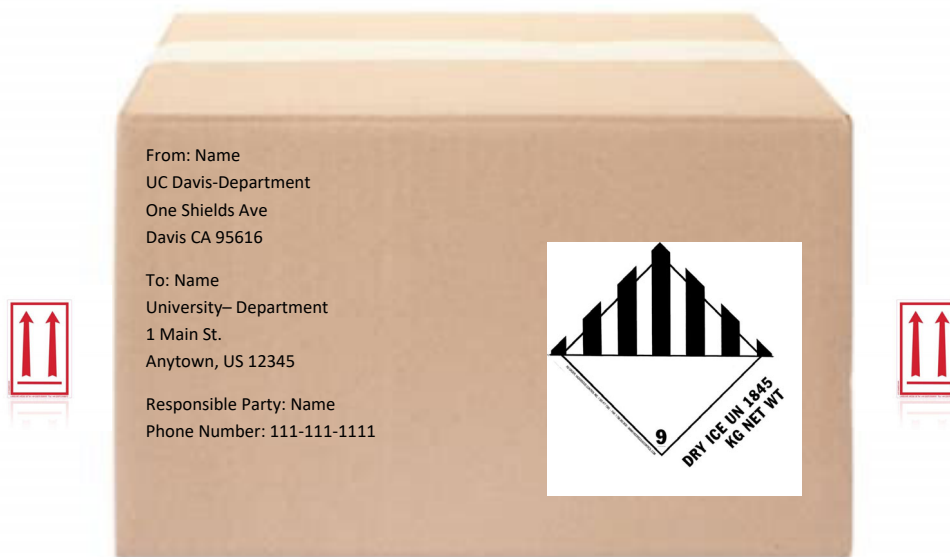 From: Name
UC Davis-Department
One Shields Ave
Davis CA 95616
To: Name
University– Department
1 Main St.
Anytown, US 12345
Responsible Party: Name
Phone Number: 111-111-1111
9
DRY ICE UN 1845
KG NET WT